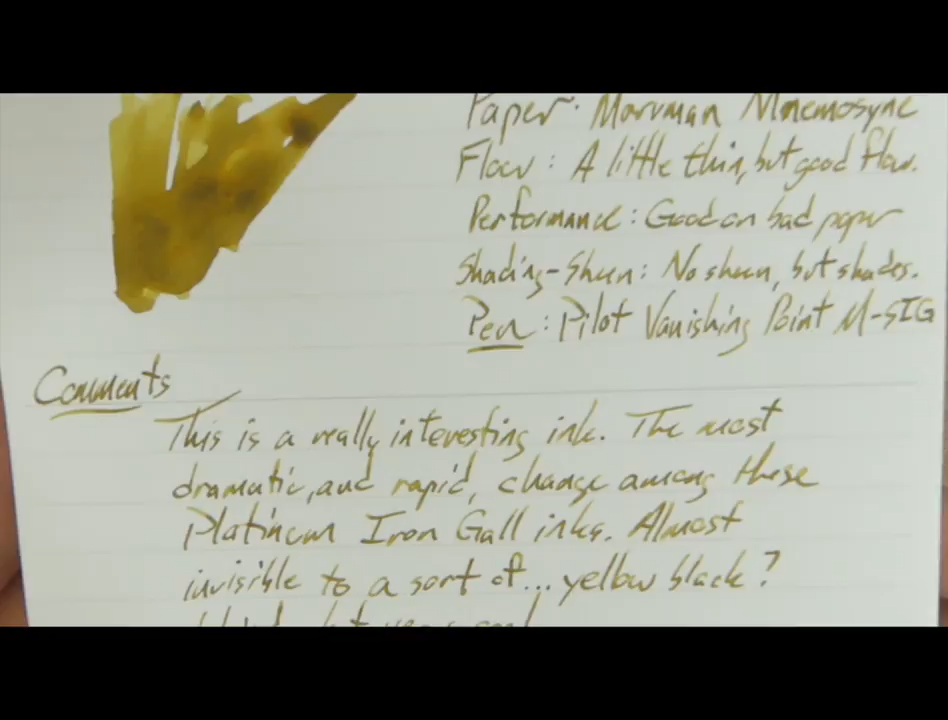 Paper: Maruman Mnemosyne
Flow: A little thin, but good flow.
Performance: Good on bad paper
Shading-Sheen: No sheen, but shades.
Pen: Pilot Vanishing Point M-SIG
Comments
This is a really interesting ink. The most
dramatic, and rapid, change among these
Platinum Iron Gall inks. Almost
invisible to a sort of... yellow black?